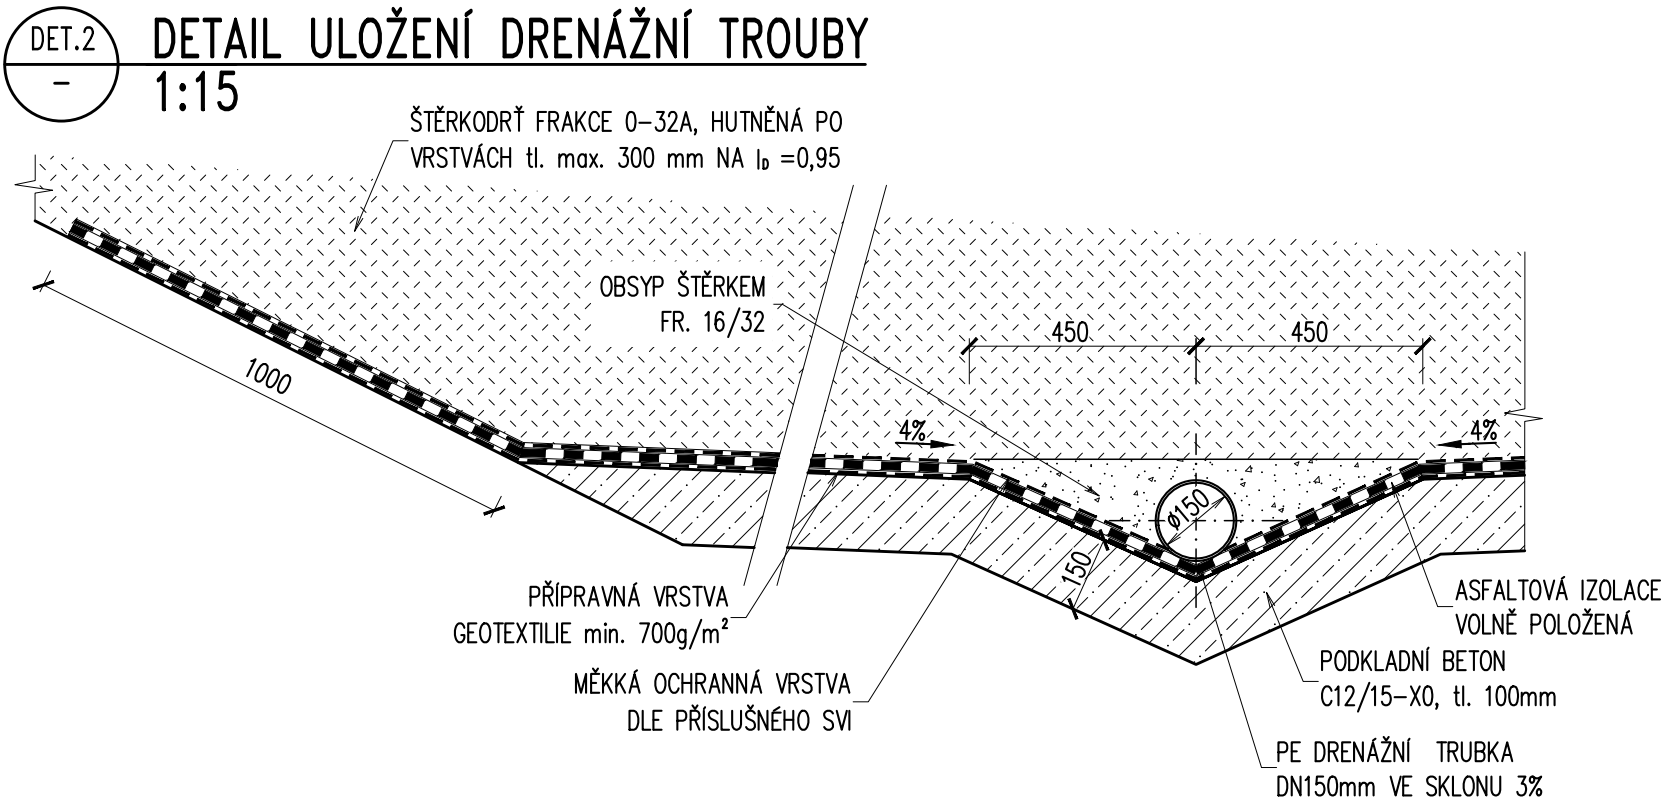 DET.2
-
DETAIL ULOŽENÍ DRENÁŽNÍ TROUBY
1:15
ŠTĚRKODRŤ FRAKCE 0-32A, HUTNĚNÁ PO
VRSTVÁCH tl. max. 300 mm NA ID =0,95
OBSYP ŠTĚRKEM
FR. 16/32
450
450
1000
4%
4%
ø150
150
PŘÍPRAVNÁ VRSTVA
GEOTEXTILIE min. 700g/m²
MĚKKÁ OCHRANNÁ VRSTVA
DLE PŘÍSLUŠNÉHO SVI
ASFALTOVÁ IZOLACE
VOLNĚ POLOŽENÁ
PODKLADNÍ BETON
C12/15-X0, tl. 100mm
PE DRENÁŽNÍ TRUBKA
DN150mm VE SKLONU 3%